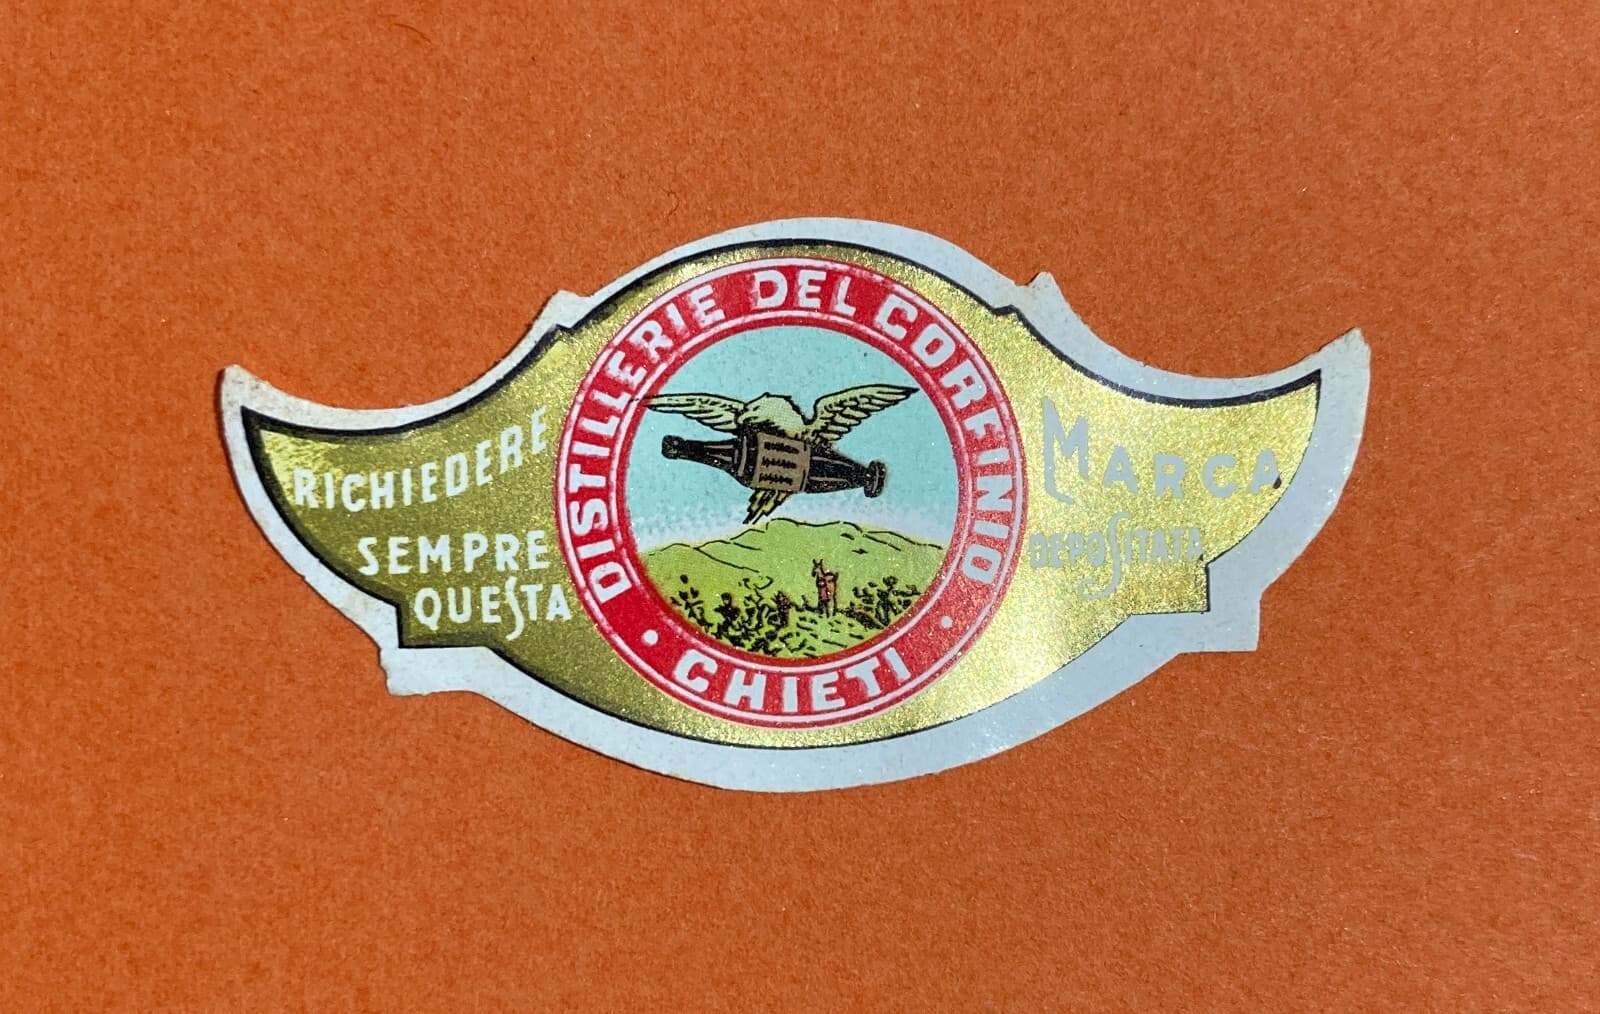 DISTILLERIE DEL CORFINIO
• CHIETI •
RICHIEDERE
SEMPRE
QUESTA
MARCA
DEPOSITATA